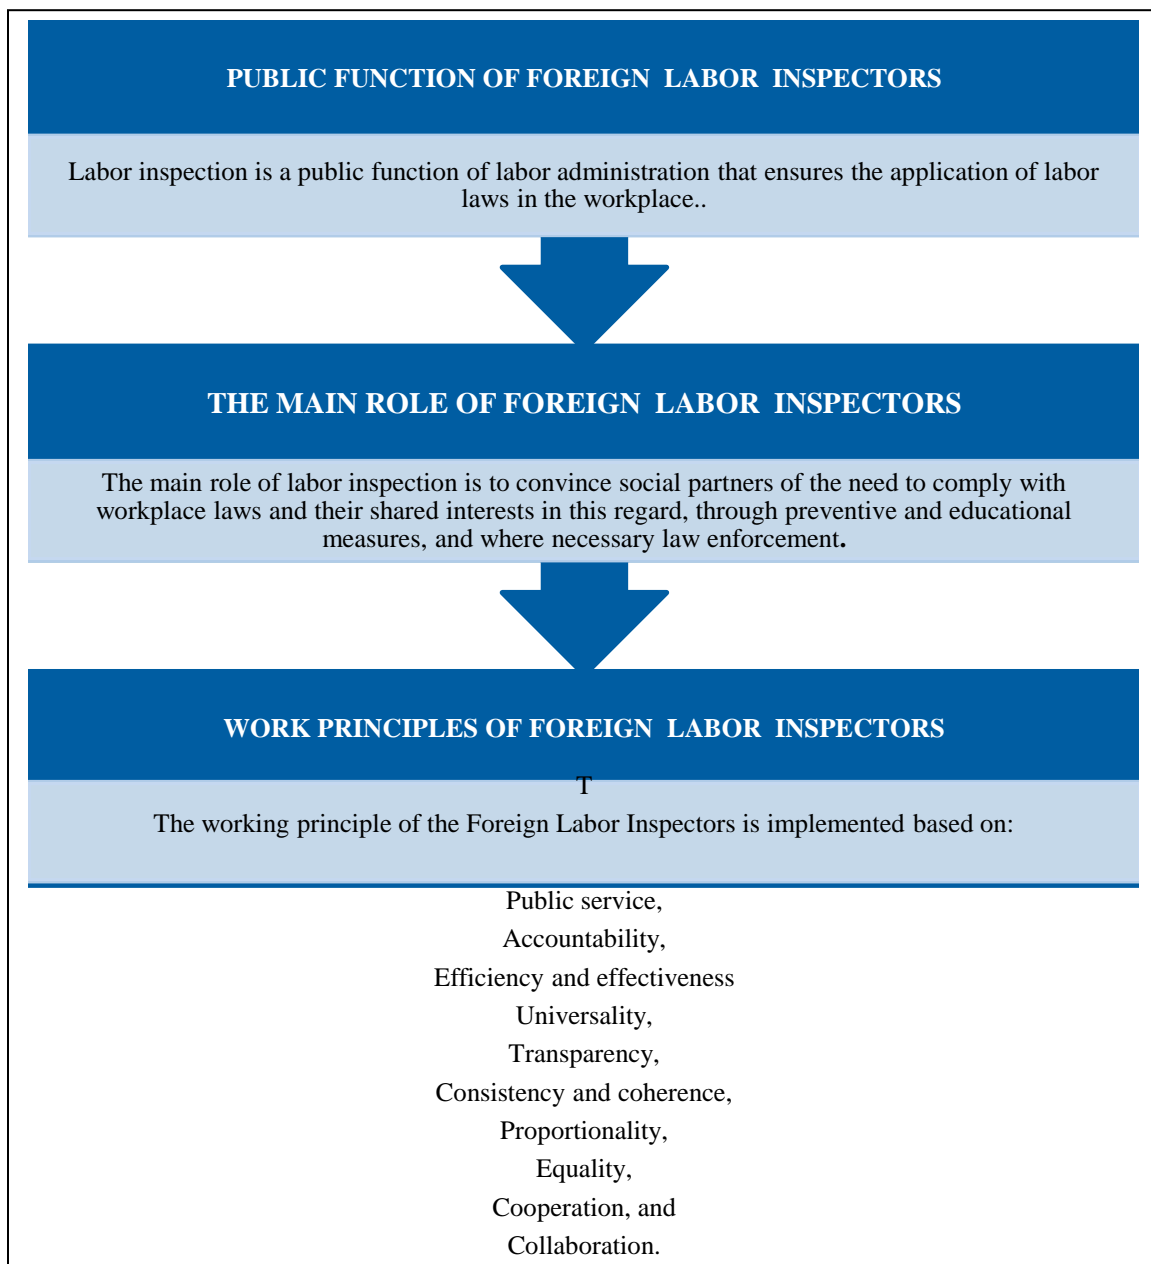 PUBLIC FUNCTION OF FOREIGN LABOR INSPECTORS
Labor inspection is a public function of labor administration that ensures the application of labor
laws in the workplace..
THE MAIN ROLE OF FOREIGN LABOR INSPECTORS
The main role of labor inspection is to convince social partners of the need to comply with
workplace laws and their shared interests in this regard, through preventive and educational
measures, and where necessary law enforcement.
WORK PRINCIPLES OF FOREIGN LABOR INSPECTORS
T
The working principle of the Foreign Labor Inspectors is implemented based on:
Public service,
Accountability,
Efficiency and effectiveness
Universality,
Transparency,
Consistency and coherence,
Proportionality,
Equality,
Cooperation, and
Collaboration.